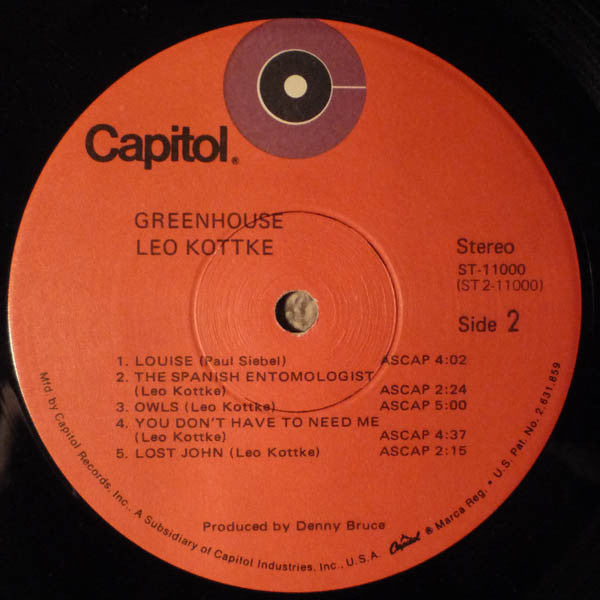 Capitol®
GREENHOUSE
LEO KOTTKE
Stereo
ST-11000
(ST2-11000)
Side 2
1. LOUISE (Paul Siebel) ASCAP 4:02
2. THE SPANISH ENTOMOLOGIST
(Leo Kottke) ASCAP 2:24
3. OWLS (Leo Kottke) ASCAP 5:00
4. YOU DON'T HAVE TO NEED ME
(Leo Kottke) ASCAP 4:37
5. LOST JOHN (Leo Kottke) ASCAP 2:15
Produced by Denny Bruce
Mfd. by Capitol Records, Inc., A Subsidiary of Capitol Industries, Inc., U.S.A. Capitol ® Marca Reg. • U.S. Pat. No. 2,631,859